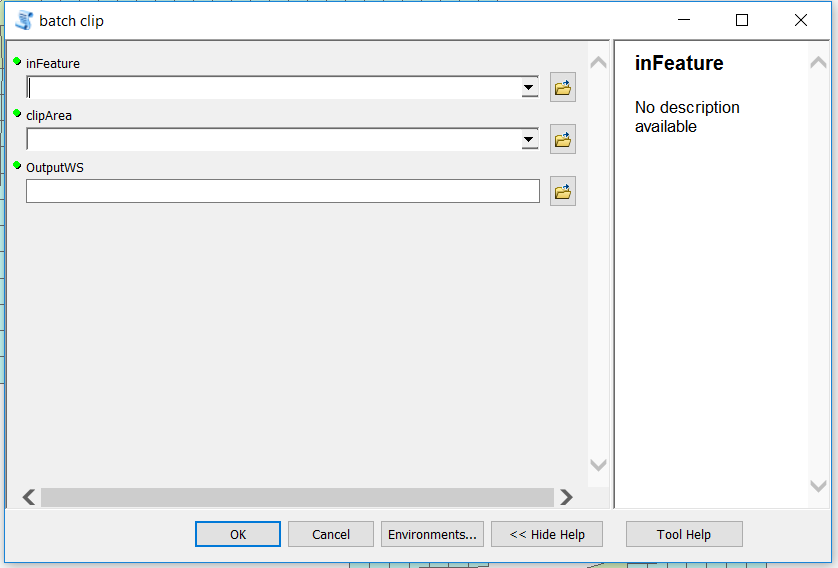 batch clip
inFeature
clipArea
OutputWS
inFeature
No description
available
OK
Cancel
Environments...
<< Hide Help
Tool Help